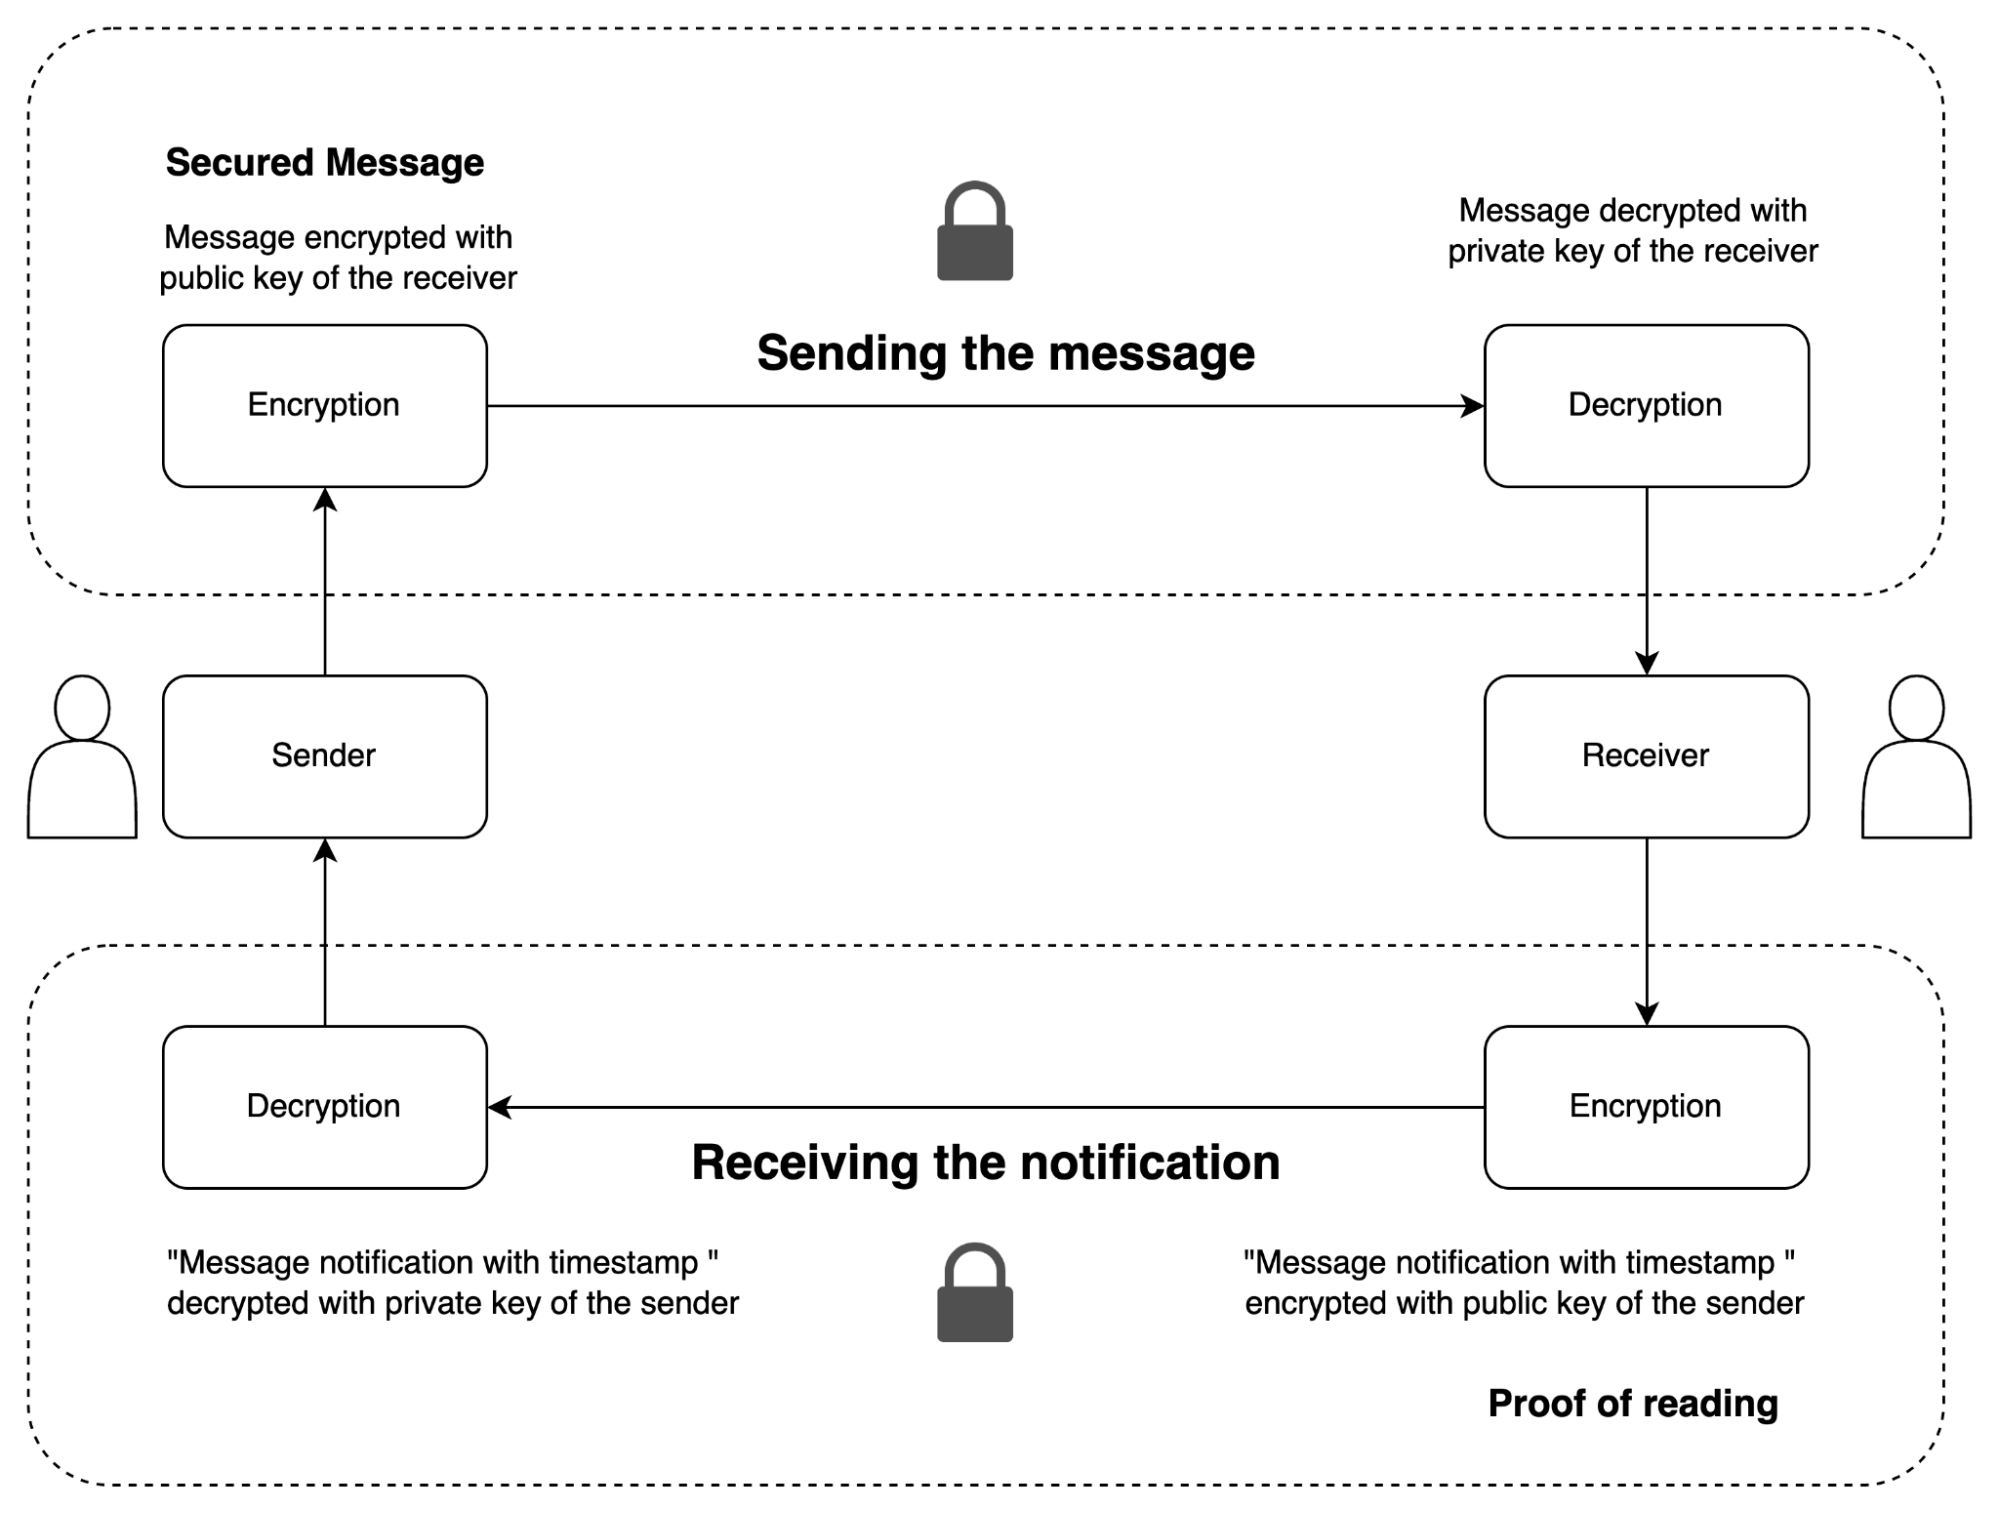 Secured Message
Message encrypted with
public key of the receiver
Message decrypted with
private key of the receiver
Sending the message
Encryption
Decryption
Sender
Receiver
Decryption
Encryption
Receiving the notification
"Message notification with timestamp "
decrypted with private key of the sender
"Message notification with timestamp "
encrypted with public key of the sender
Proof of reading